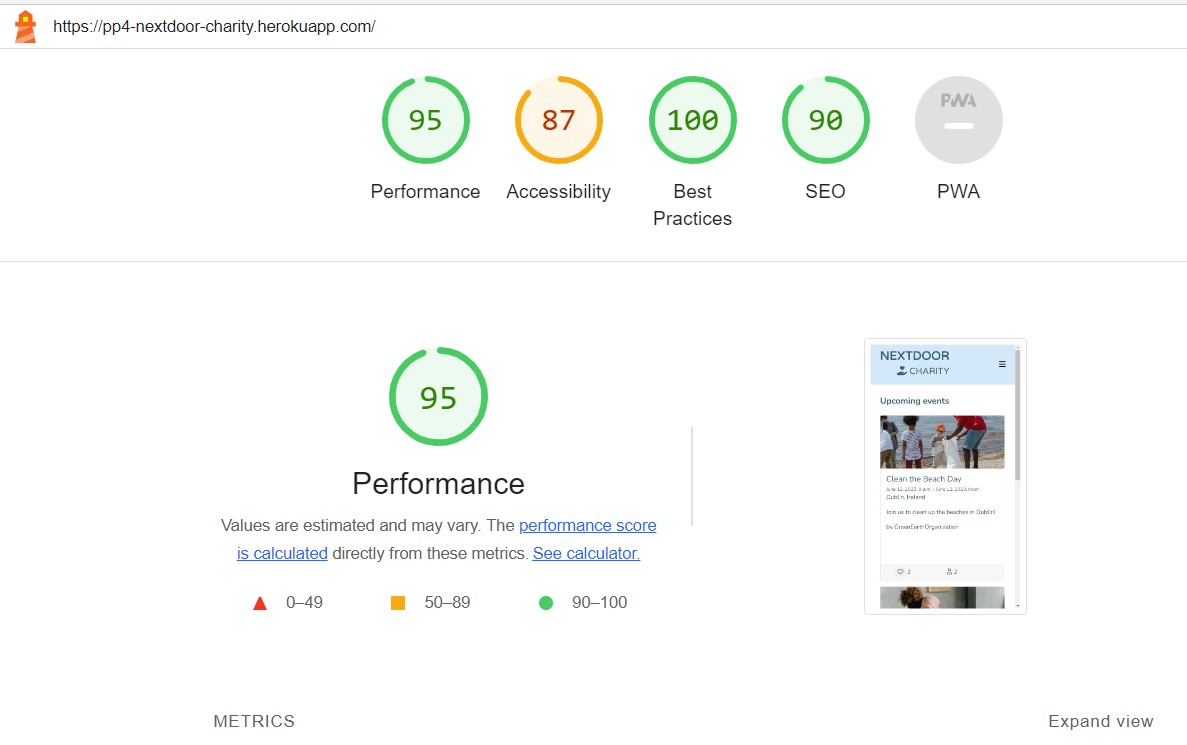 https://pp4-nextdoor-charity.herokuapp.com/
95
87
100
90
PWA
Performance
Accessibility
Best
Practices
SEO
PWA
95
Performance
Values are estimated and may vary. The performance score
is calculated directly from these metrics. See calculator.
0–49
50–89
90–100
NEXTDOOR
CHARITY
Upcoming events
Clean the Beach Day
June 12, 2023, 9 a.m. - June 12, 2023, noon
Dublin, Ireland
Join us to clean up the beaches in Dublin!
by GreenEarthOrganization
2
2
METRICS
Expand view